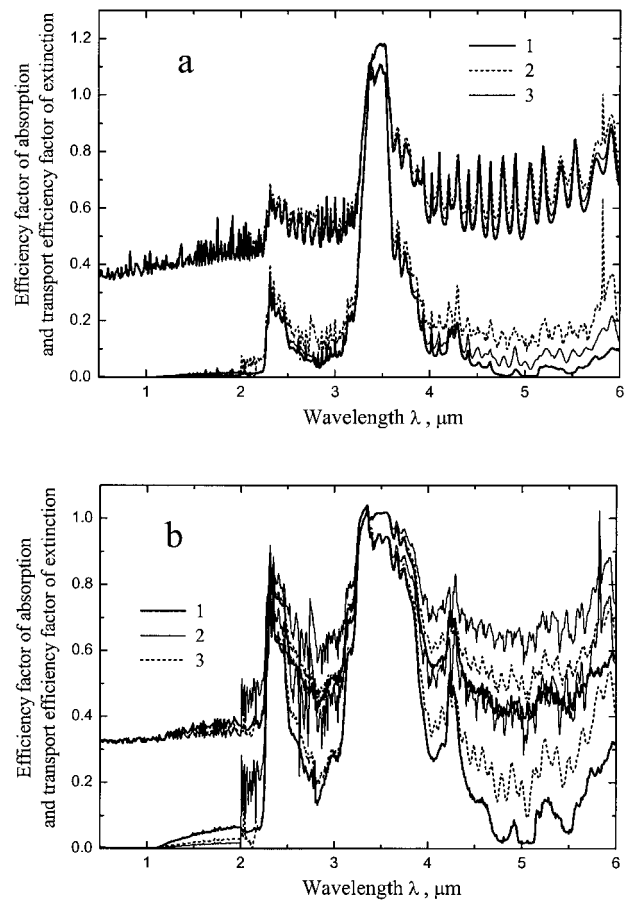 a
1
2
3
Efficiency factor of absorption
and transport efficiency factor of extinction
1.2
1.0
0.8
0.6
0.4
0.2
0.0
1 2 3 4 5 6
Wavelength λ , μm
b
1
2
3
Efficiency factor of absorption
and transport efficiency factor of extinction
1.0
0.8
0.6
0.4
0.2
0.0
1 2 3 4 5 6
Wavelength λ , μm